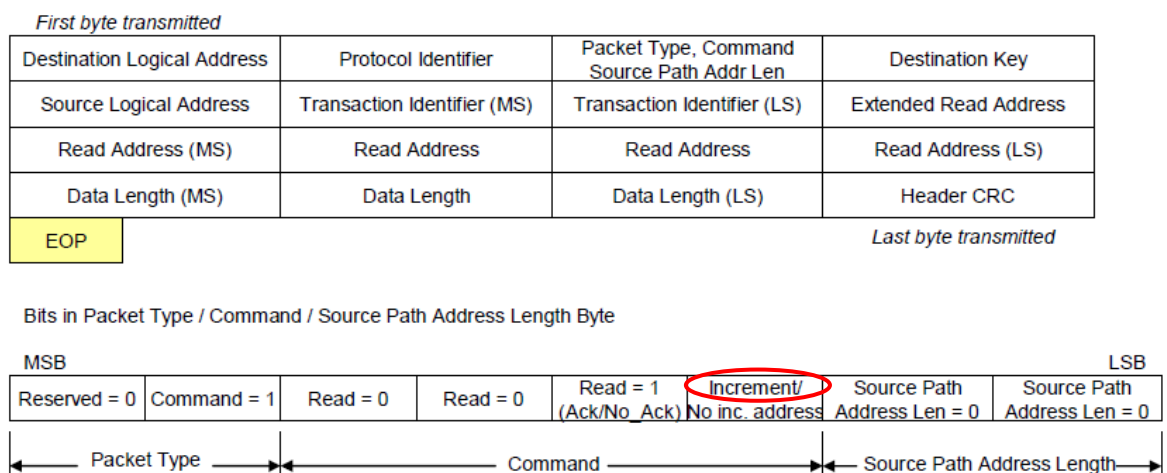 First byte transmitted
Destination Logical Address Protocol Identifier Packet Type, Command Source Path Addr Len Destination Key
Source Logical Address Transaction Identifier (MS) Transaction Identifier (LS) Extended Read Address
Read Address (MS) Read Address Read Address Read Address (LS)
Data Length (MS) Data Length Data Length (LS) Header CRC
EOP Last byte transmitted
Bits in Packet Type / Command / Source Path Address Length Byte
MSB LSB
Reserved = 0 Command = 1 Read = 0 Read = 0 Read = 1 (Ack/No_Ack) Increment/ No inc. address Source Path Address Len = 0 Source Path Address Len = 0
Packet Type Command Source Path Address Length